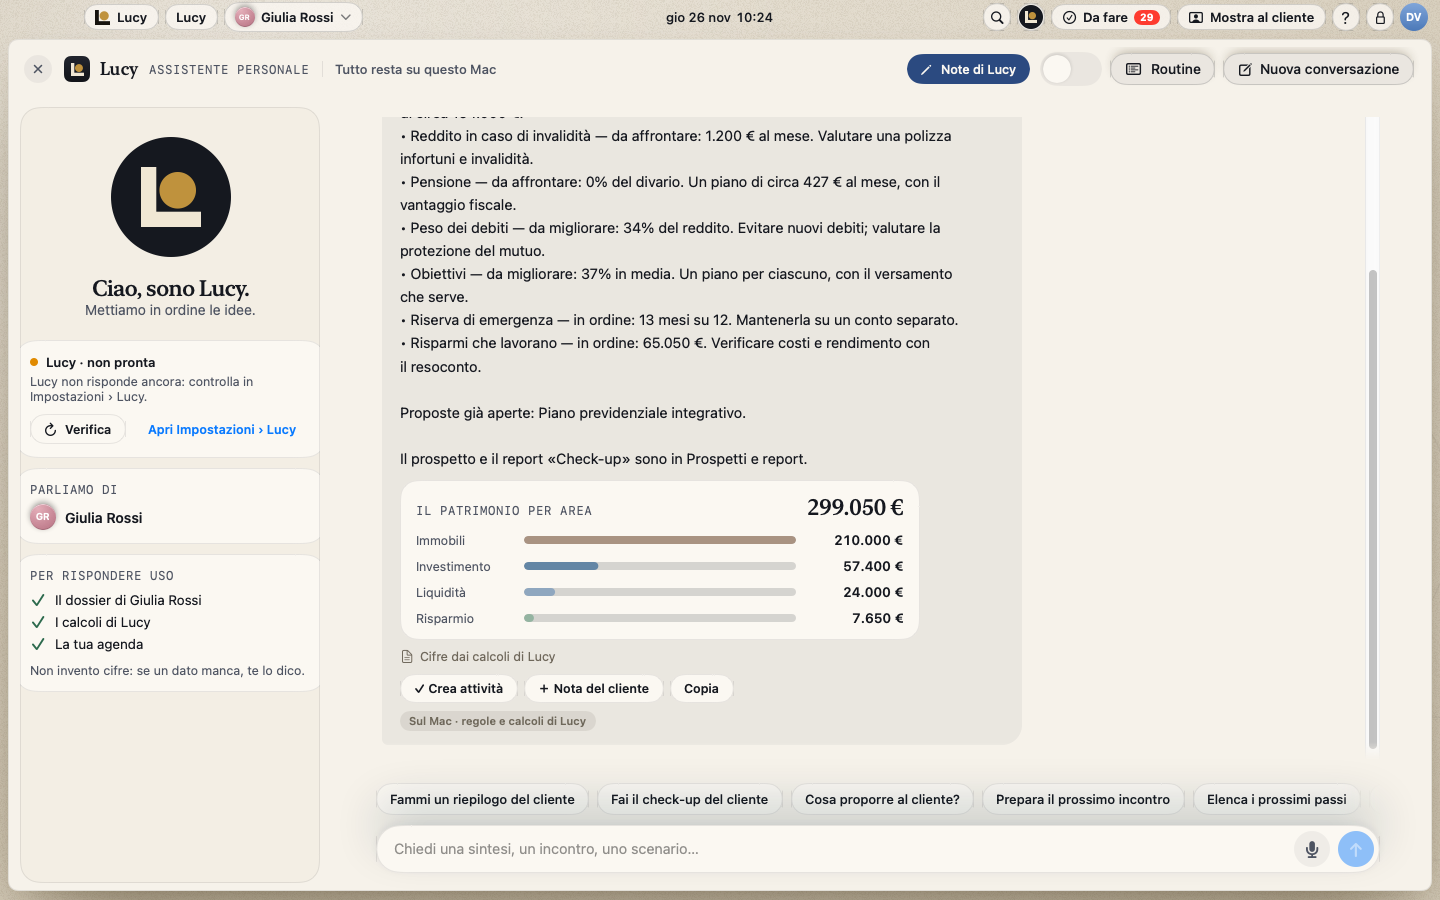 Lucy
Lucy
GR Giulia Rossi
gio 26 nov 10:24
Da fare 29
Mostra al cliente
?
DV
Lucy ASSISTENTE PERSONALE Tutto resta su questo Mac
Note di Lucy
Routine
Nuova conversazione
Ciao, sono Lucy.
Mettiamo in ordine le idee.
Lucy · non pronta
Lucy non risponde ancora: controlla in
Impostazioni › Lucy.
Verifica
Apri Impostazioni › Lucy
PARLIAMO DI
GR Giulia Rossi
PER RISPONDERE USO
Il dossier di Giulia Rossi
I calcoli di Lucy
La tua agenda
Non invento cifre: se un dato manca, te lo dico.
• Reddito in caso di invalidità — da affrontare: 1.200 € al mese. Valutare una polizza
infortuni e invalidità.
• Pensione — da affrontare: 0% del divario. Un piano di circa 427 € al mese, con il
vantaggio fiscale.
• Peso dei debiti — da migliorare: 34% del reddito. Evitare nuovi debiti; valutare la
protezione del mutuo.
• Obiettivi — da migliorare: 37% in media. Un piano per ciascuno, con il versamento
che serve.
• Riserva di emergenza — in ordine: 13 mesi su 12. Mantenerla su un conto separato.
• Risparmi che lavorano — in ordine: 65.050 €. Verificare costi e rendimento con
il resoconto.
Proposte già aperte: Piano previdenziale integrativo.
Il prospetto e il report «Check-up» sono in Prospetti e report.
IL PATRIMONIO PER AREA 299.050 €
Immobili 210.000 €
Investimento 57.400 €
Liquidità 24.000 €
Risparmio 7.650 €
Cifre dai calcoli di Lucy
Crea attività
+ Nota del cliente
Copia
Sul Mac · regole e calcoli di Lucy
Fammi un riepilogo del cliente
Fai il check-up del cliente
Cosa proporre al cliente?
Prepara il prossimo incontro
Elenca i prossimi passi
Chiedi una sintesi, un incontro, uno scenario...